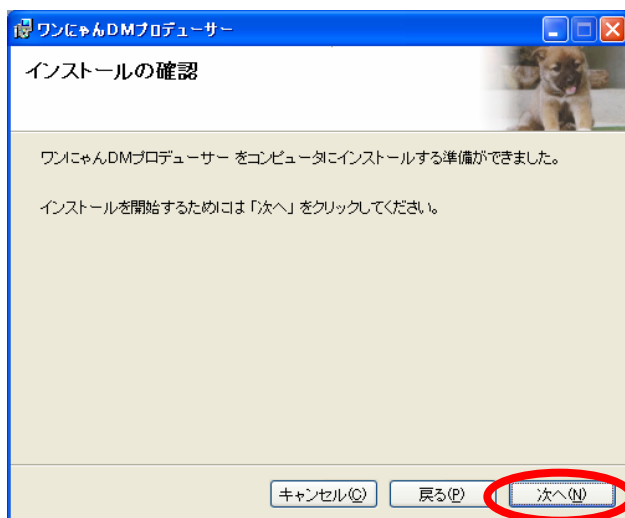 ワンにゃんDMプロデューサー
インストールの確認
ワンにゃんDMプロデューサー をコンピュータにインストールする準備ができました。
インストールを開始するためには「次へ」をクリックしてください。
キャンセル(C) 戻る(P) 次へ(N)